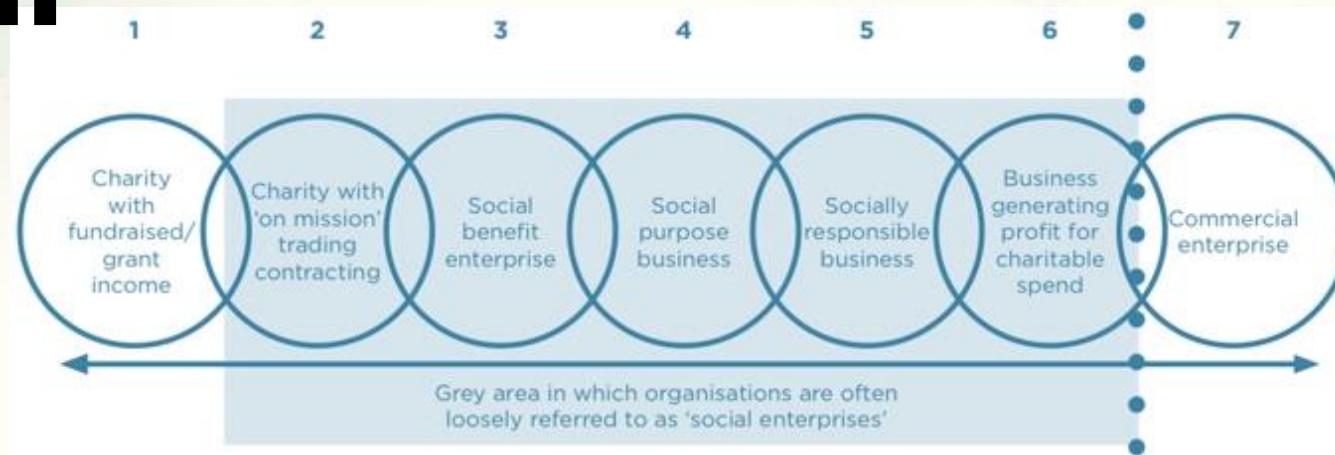 1 2 3 4 5 6 7
Charity
with
fundraised/
grant
income
Charity with
'on mission'
trading
contracting
Social
benefit
enterprise
Social
purpose
business
Socially
responsible
business
Business
generating
profit for
charitable
spend
Commercial
enterprise
Grey area in which organisations are often
loosely referred to as 'social enterprises'